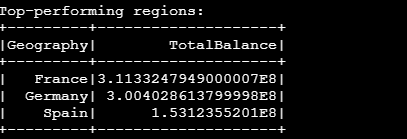 Top-performing regions:
+---------+--------------------+
|Geography|        TotalBalance|
+---------+--------------------+
|   France|3.1133247949000007E8|
|  Germany| 3.004028613799998E8|
|    Spain|      1.5312355201E8|
+---------+--------------------+